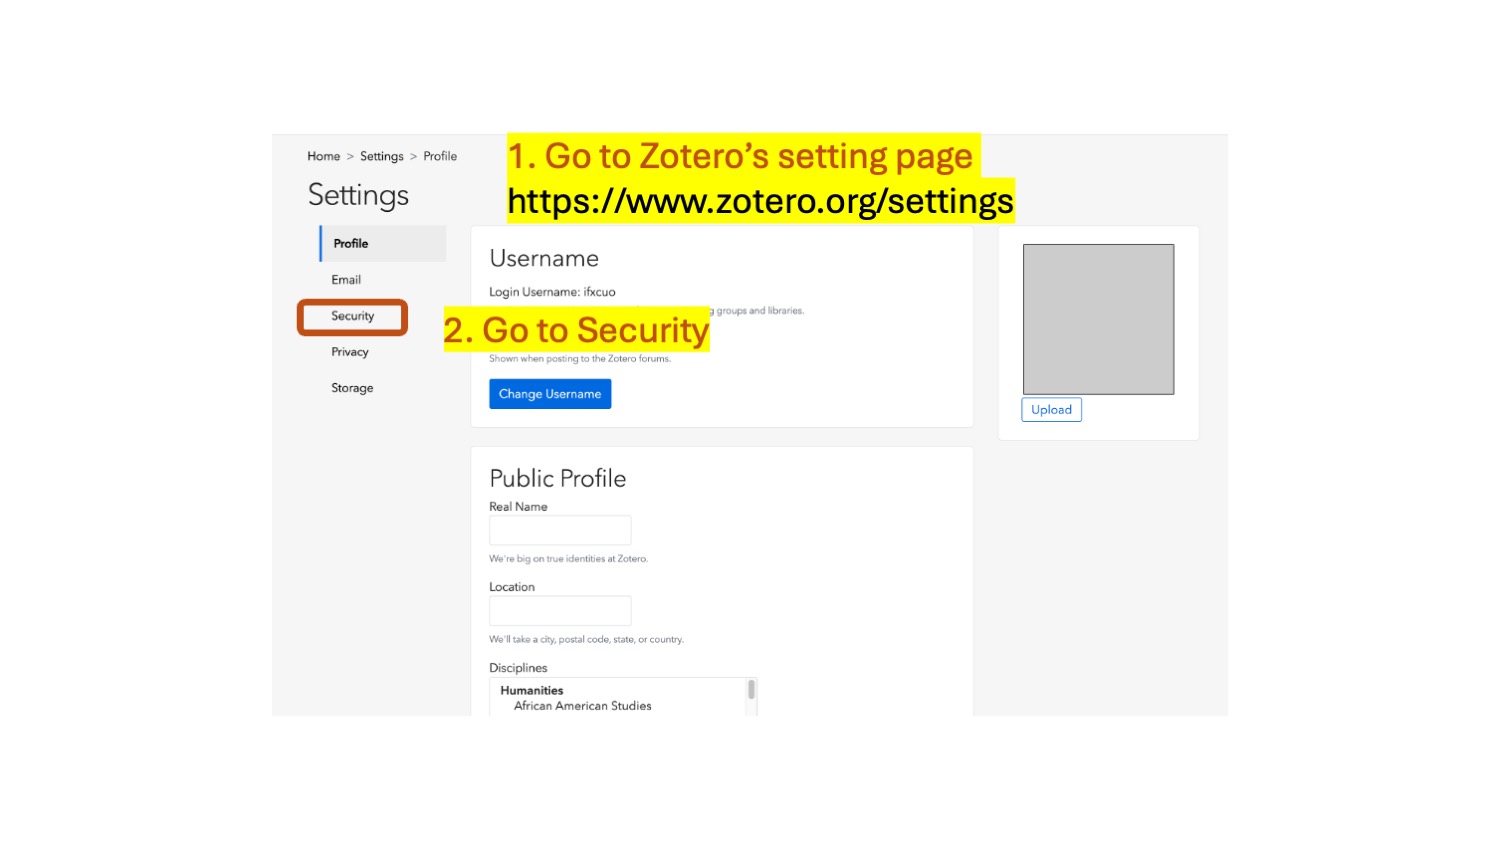 Home > Settings > Profile
1. Go to Zotero's setting page
https://www.zotero.org/settings
Settings
Profile
Email
Security
Privacy
Storage
Username
Login Username: ifxcuo
groups and libraries.
2. Go to Security
Shown when posting to the Zotero forums.
Change Username
Upload
Public Profile
Real Name
We're big on true identities at Zotero.
Location
We'll take a city, postal code, state, or country.
Disciplines
Humanities
African American Studies